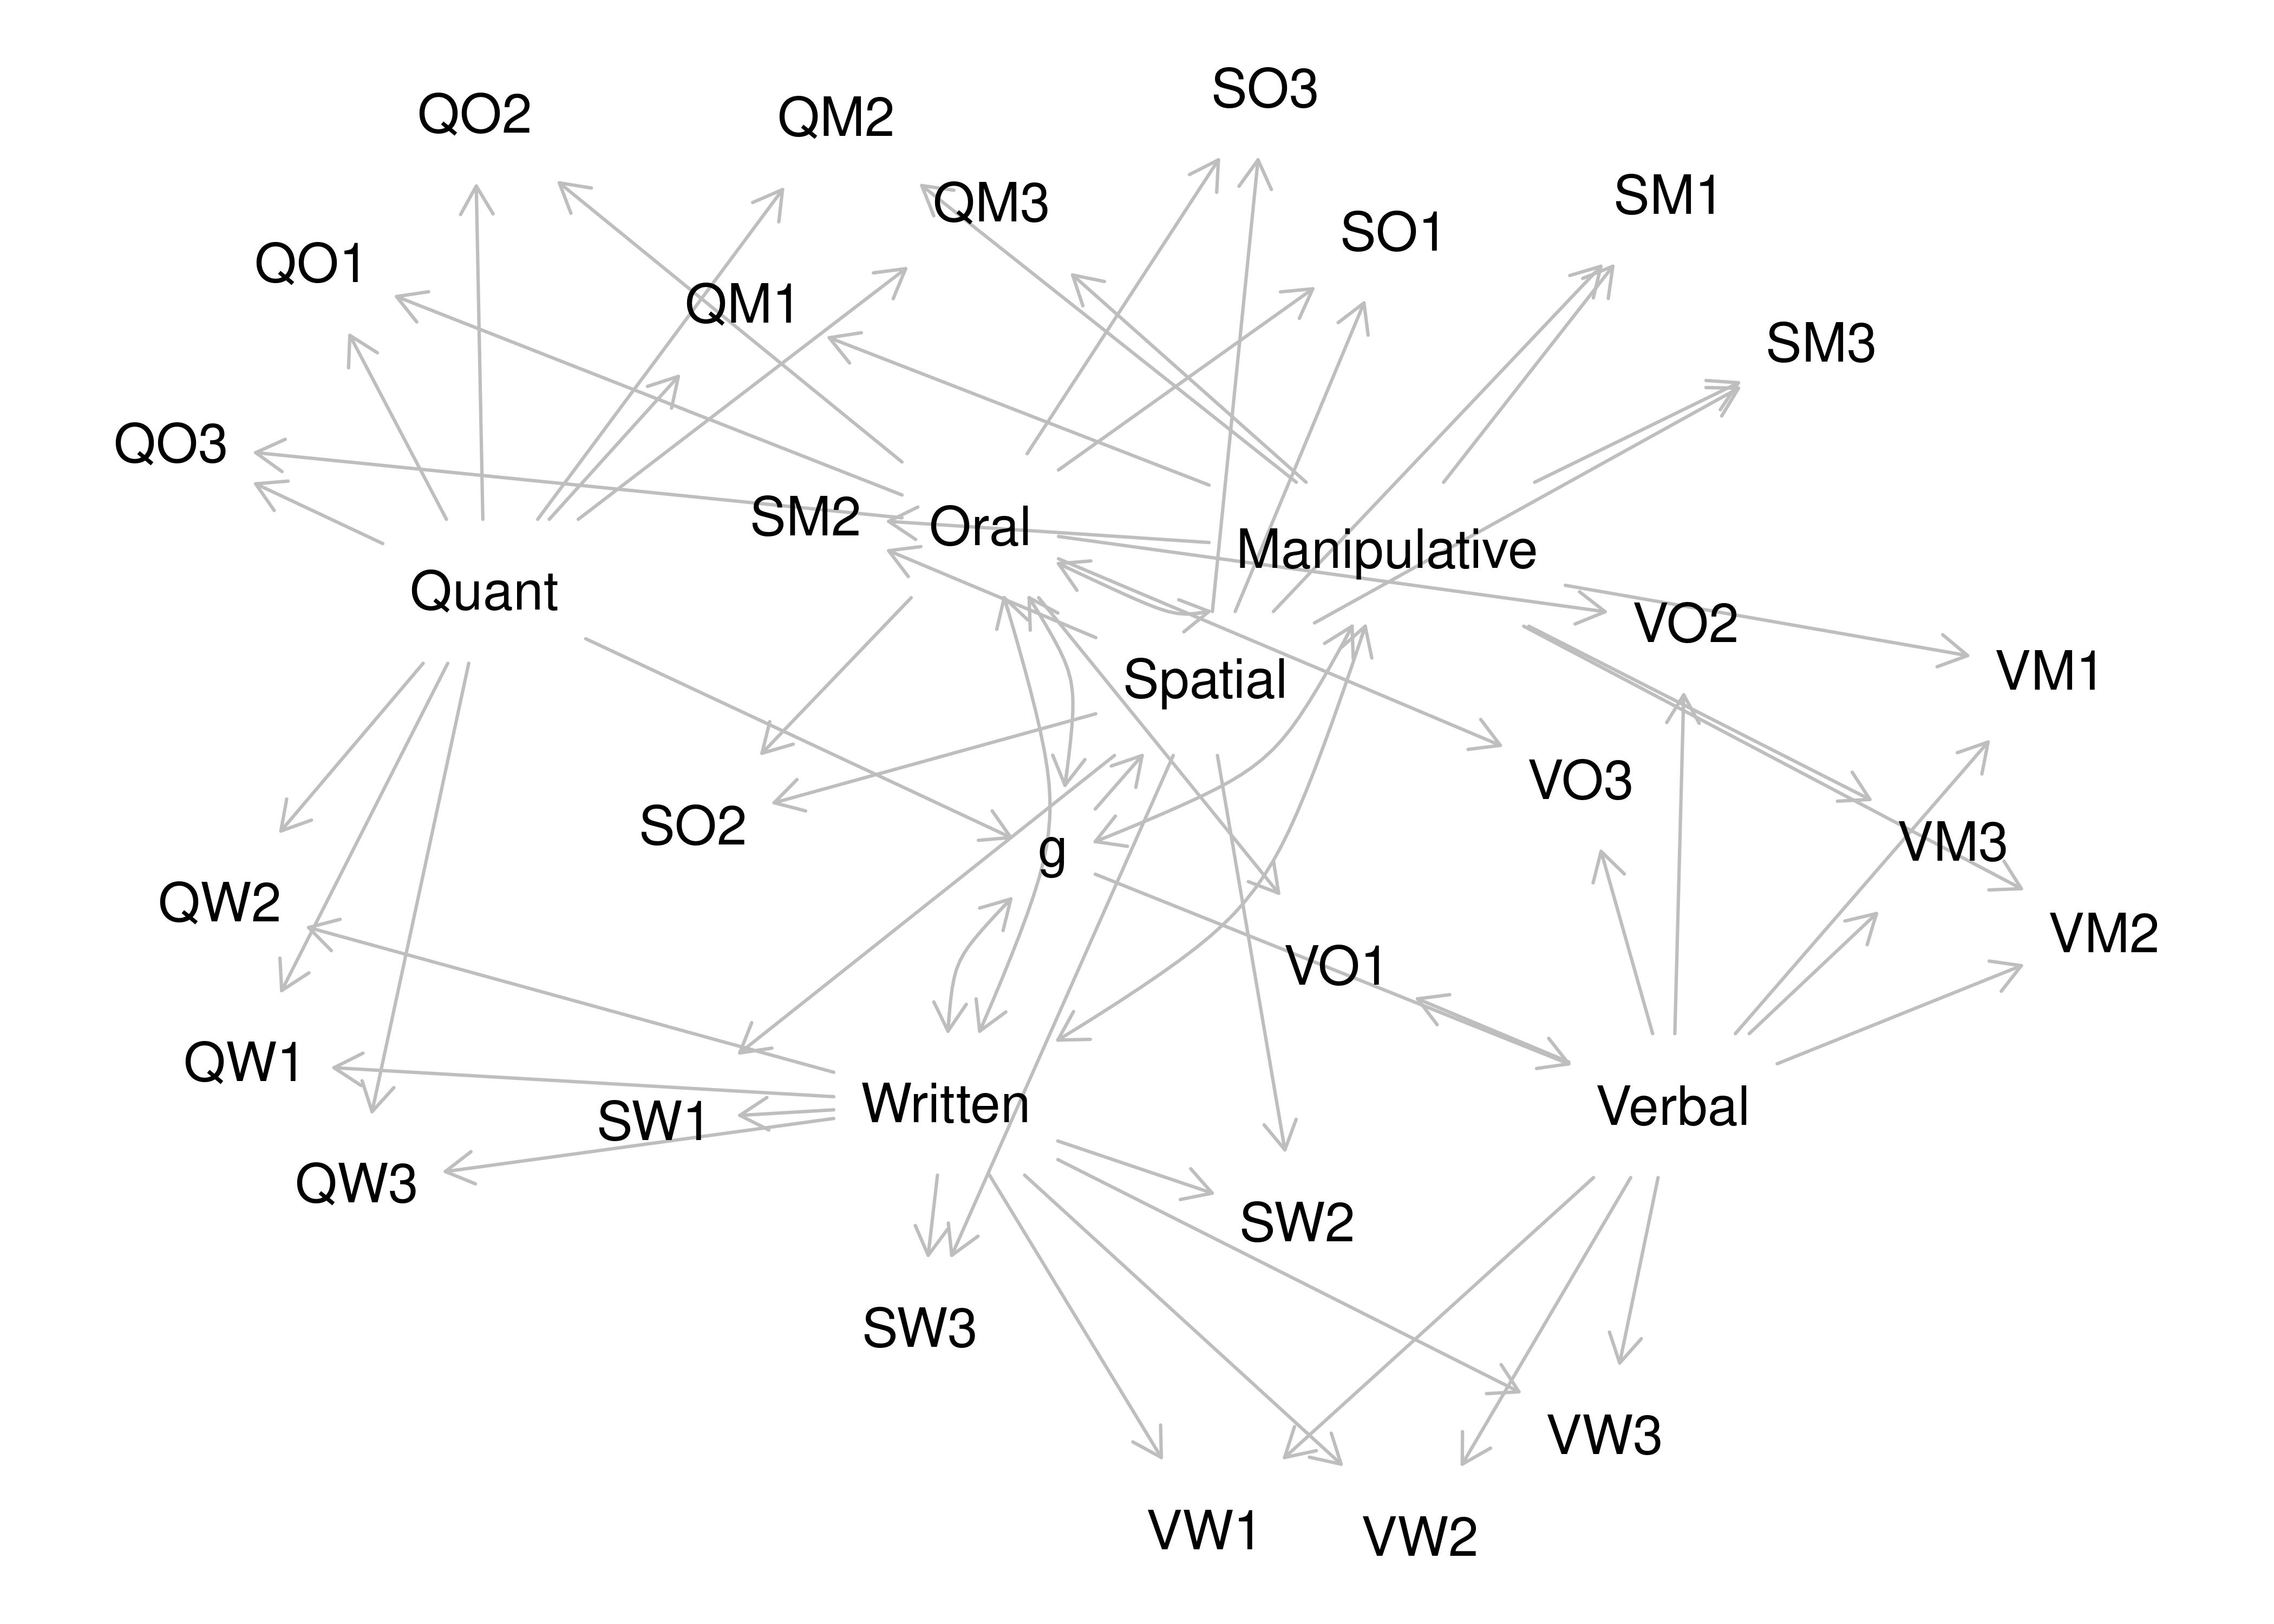 SO3
QO2
QM2
SM1
QM3
SO1
QO1
QM1
SM3
QO3
SM2
Oral
Manipulative
Quant
VO2
VM1
Spatial
VO3
SO2
g
VM3
QW2
VM2
VO1
QW1
Written
Verbal
SW1
QW3
SW2
SW3
VW3
VW1
VW2